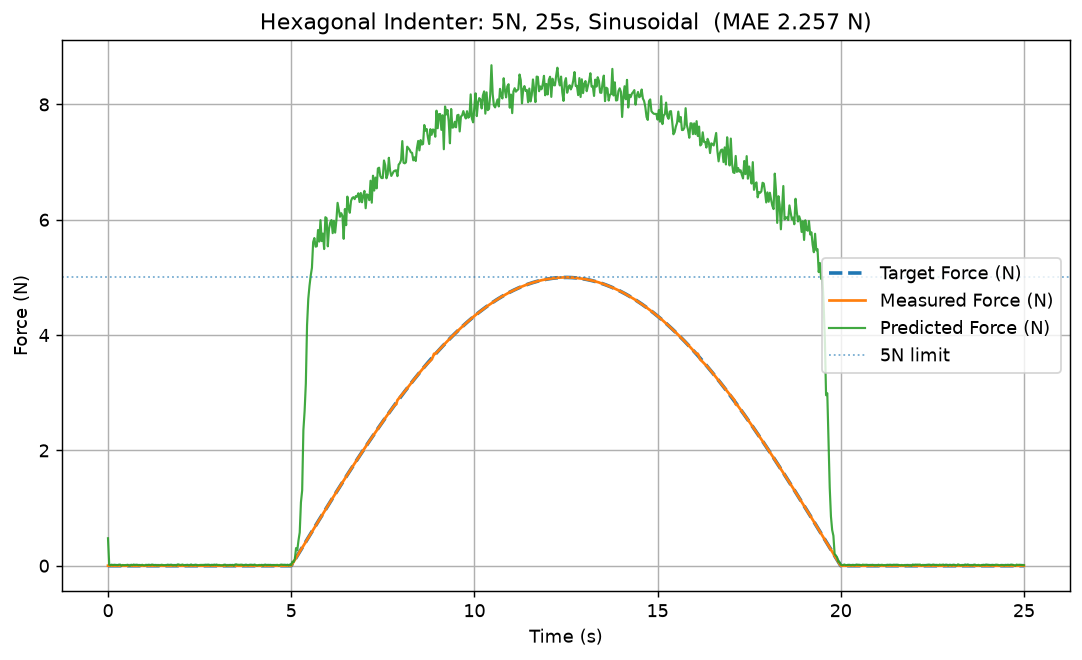 Hexagonal Indenter: 5N, 25s, Sinusoidal  (MAE 2.257 N)
Force (N)
8
6
4
2
0
Target Force (N)
Measured Force (N)
Predicted Force (N)
5N limit
0 5 10 15 20 25
Time (s)